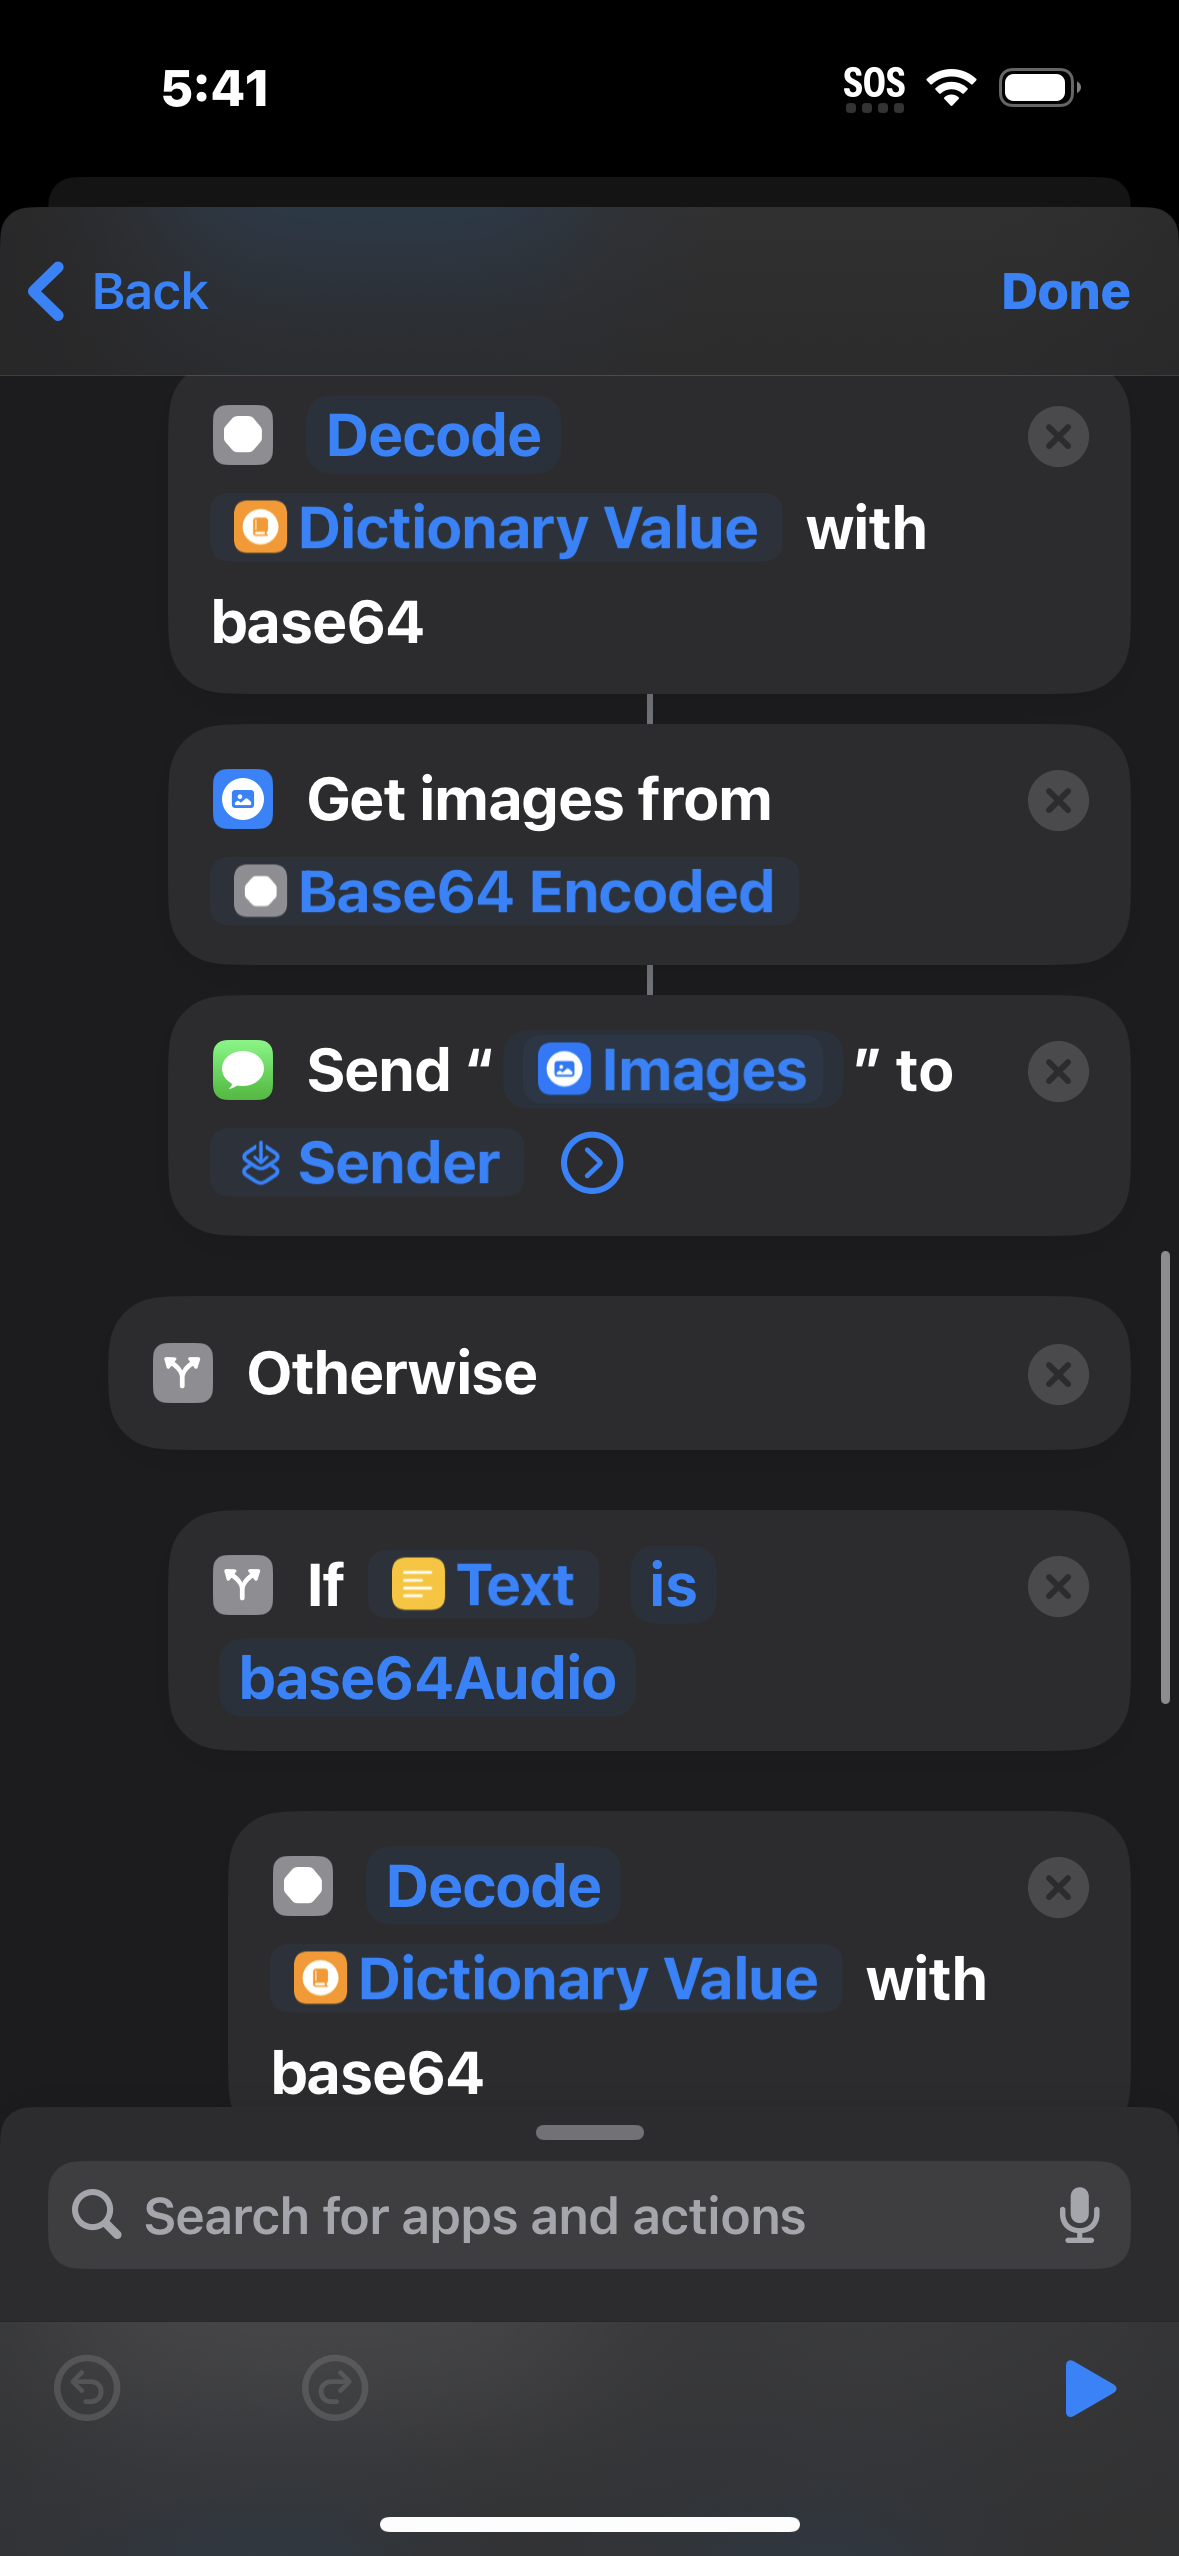 5:41
SOS
Back
Done
Decode
Dictionary Value with
base64
Get images from
Base64 Encoded
Send “ Images ” to
Sender
Otherwise
If Text is
base64Audio
Decode
Dictionary Value with
base64
Search for apps and actions